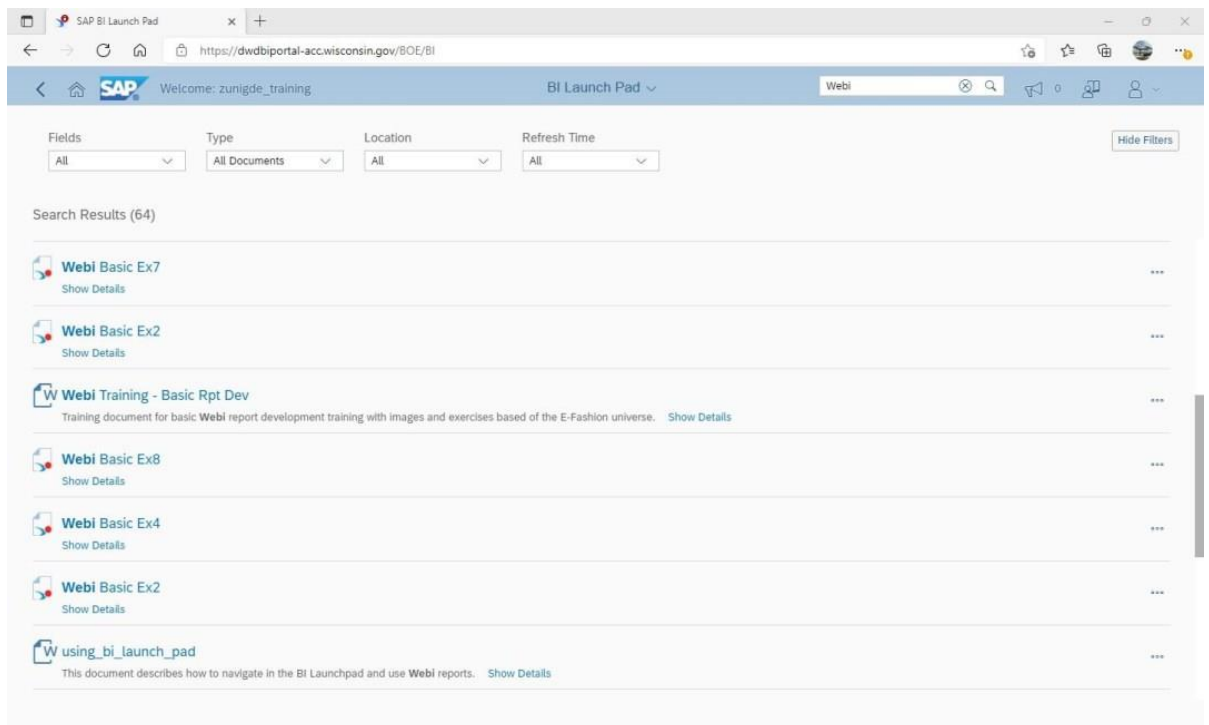 SAP BI Launch Pad
https://dwdbiportal-acc.wisconsin.gov/BOE/BI
SAP Welcome: zunigde_training BI Launch Pad Webi 0
Fields Type Location Refresh Time
All All Documents All All Hide Filters
Search Results (64)
Webi Basic Ex7
Show Details
Webi Basic Ex2
Show Details
W Webi Training - Basic Rpt Dev
Training document for basic Webi report development training with images and exercises based of the E-Fashion universe. Show Details
Webi Basic Ex8
Show Details
Webi Basic Ex4
Show Details
Webi Basic Ex2
Show Details
W using_bi_launch_pad
This document describes how to navigate in the BI Launchpad and use Webi reports. Show Details